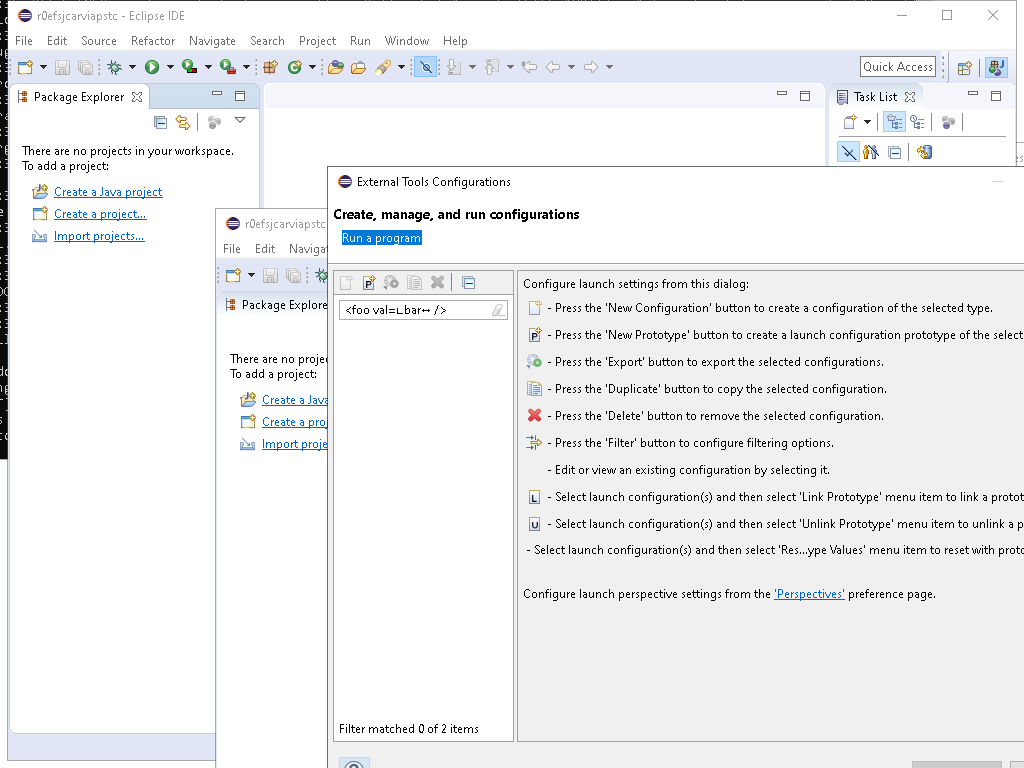 r0efsjcarviapstc - Eclipse IDE
File Edit Source Refactor Navigate Search Project Run Window Help
Quick Access
Package Explorer
Task List
There are no projects in your workspace.
To add a project:
Create a Java project
Create a project...
Import projects...
r0efsjcarviapstc
File Edit Navigat
Package Explore
There are no projec
To add a project:
Create a Java
Create a proj
Import proje
External Tools Configurations
Create, manage, and run configurations
Run a program
<foo val=∟bar↔ />
Filter matched 0 of 2 items
Configure launch settings from this dialog:
- Press the 'New Configuration' button to create a configuration of the selected type.
P - Press the 'New Prototype' button to create a launch configuration prototype of the select
- Press the 'Export' button to export the selected configurations.
- Press the 'Duplicate' button to copy the selected configuration.
- Press the 'Delete' button to remove the selected configuration.
- Press the 'Filter' button to configure filtering options.
- Edit or view an existing configuration by selecting it.
L - Select launch configuration(s) and then select 'Link Prototype' menu item to link a protot
U - Select launch configuration(s) and then select 'Unlink Prototype' menu item to unlink a p
- Select launch configuration(s) and then select 'Res...ype Values' menu item to reset with proto
Configure launch perspective settings from the 'Perspectives' preference page.